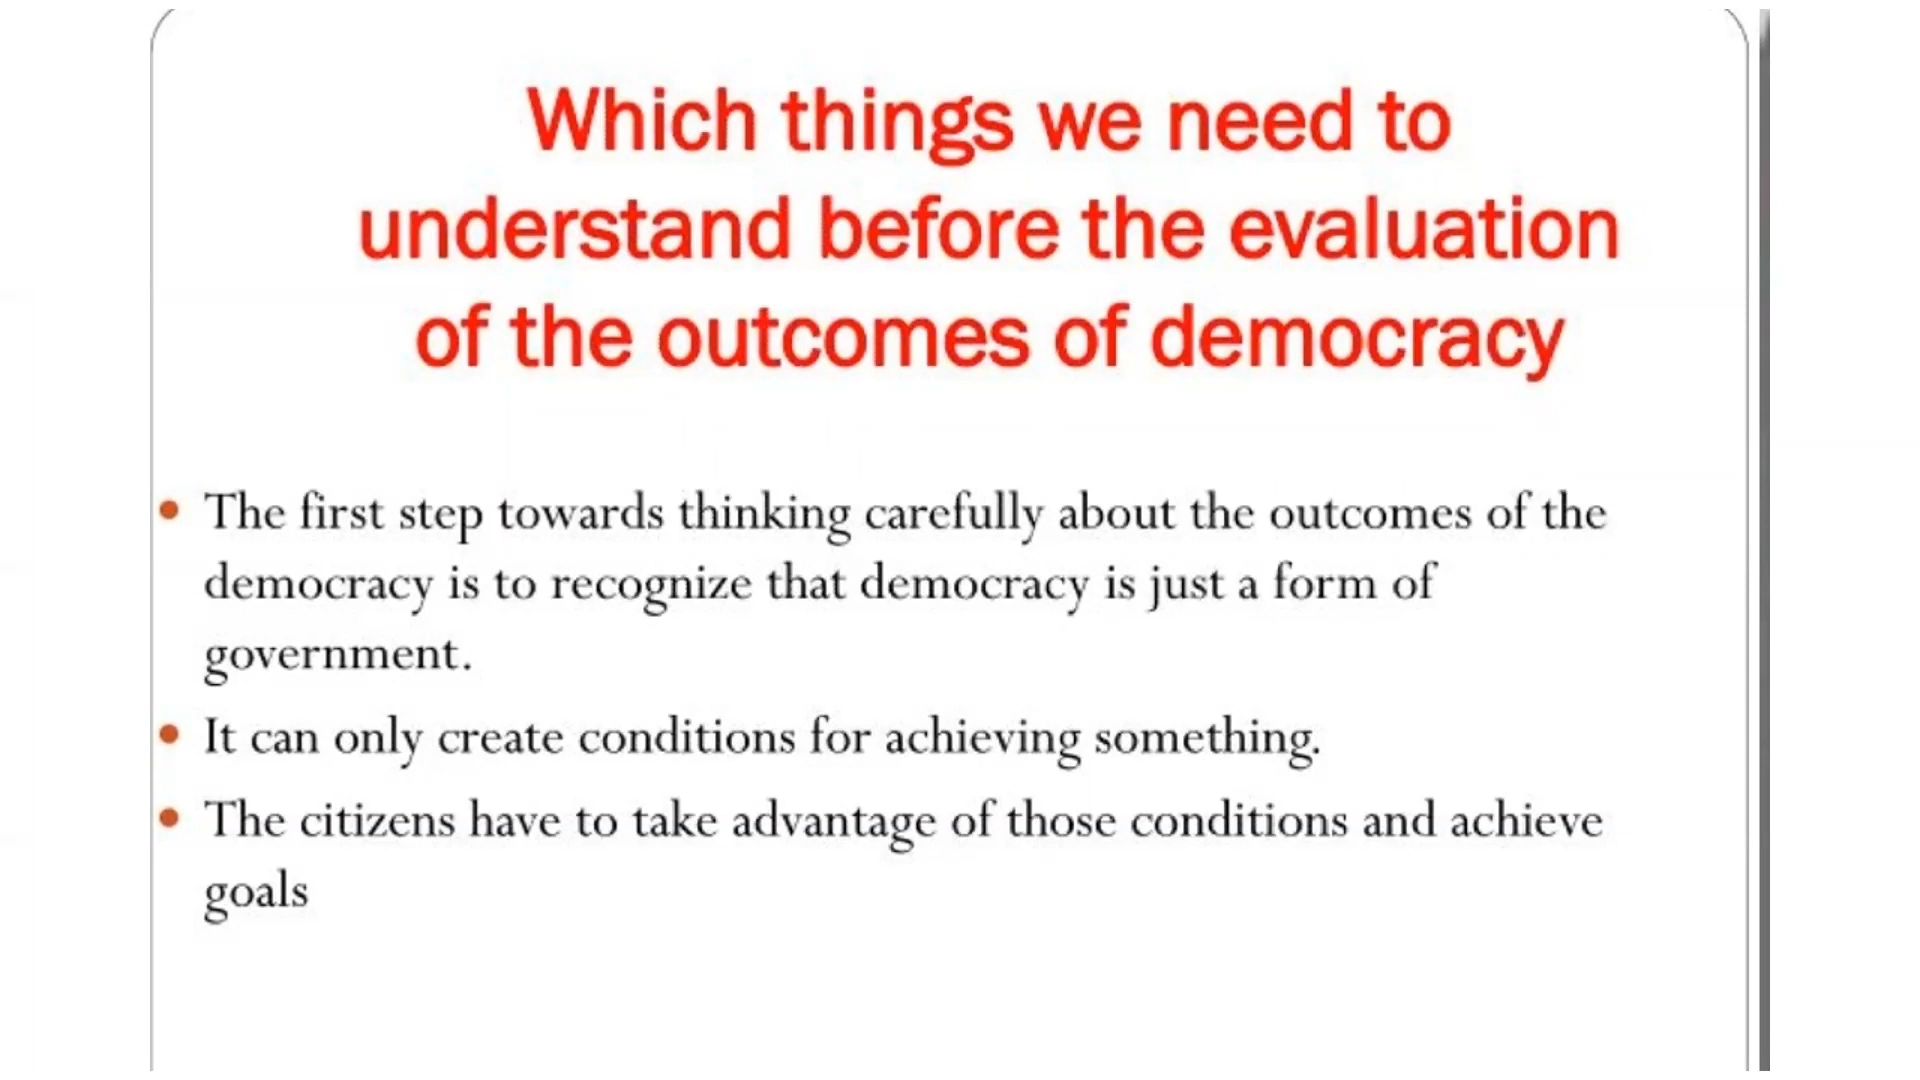 Which things we need to
understand before the evaluation
of the outcomes of democracy
• The first step towards thinking carefully about the outcomes of the
democracy is to recognize that democracy is just a form of
government.
• It can only create conditions for achieving something.
• The citizens have to take advantage of those conditions and achieve
goals